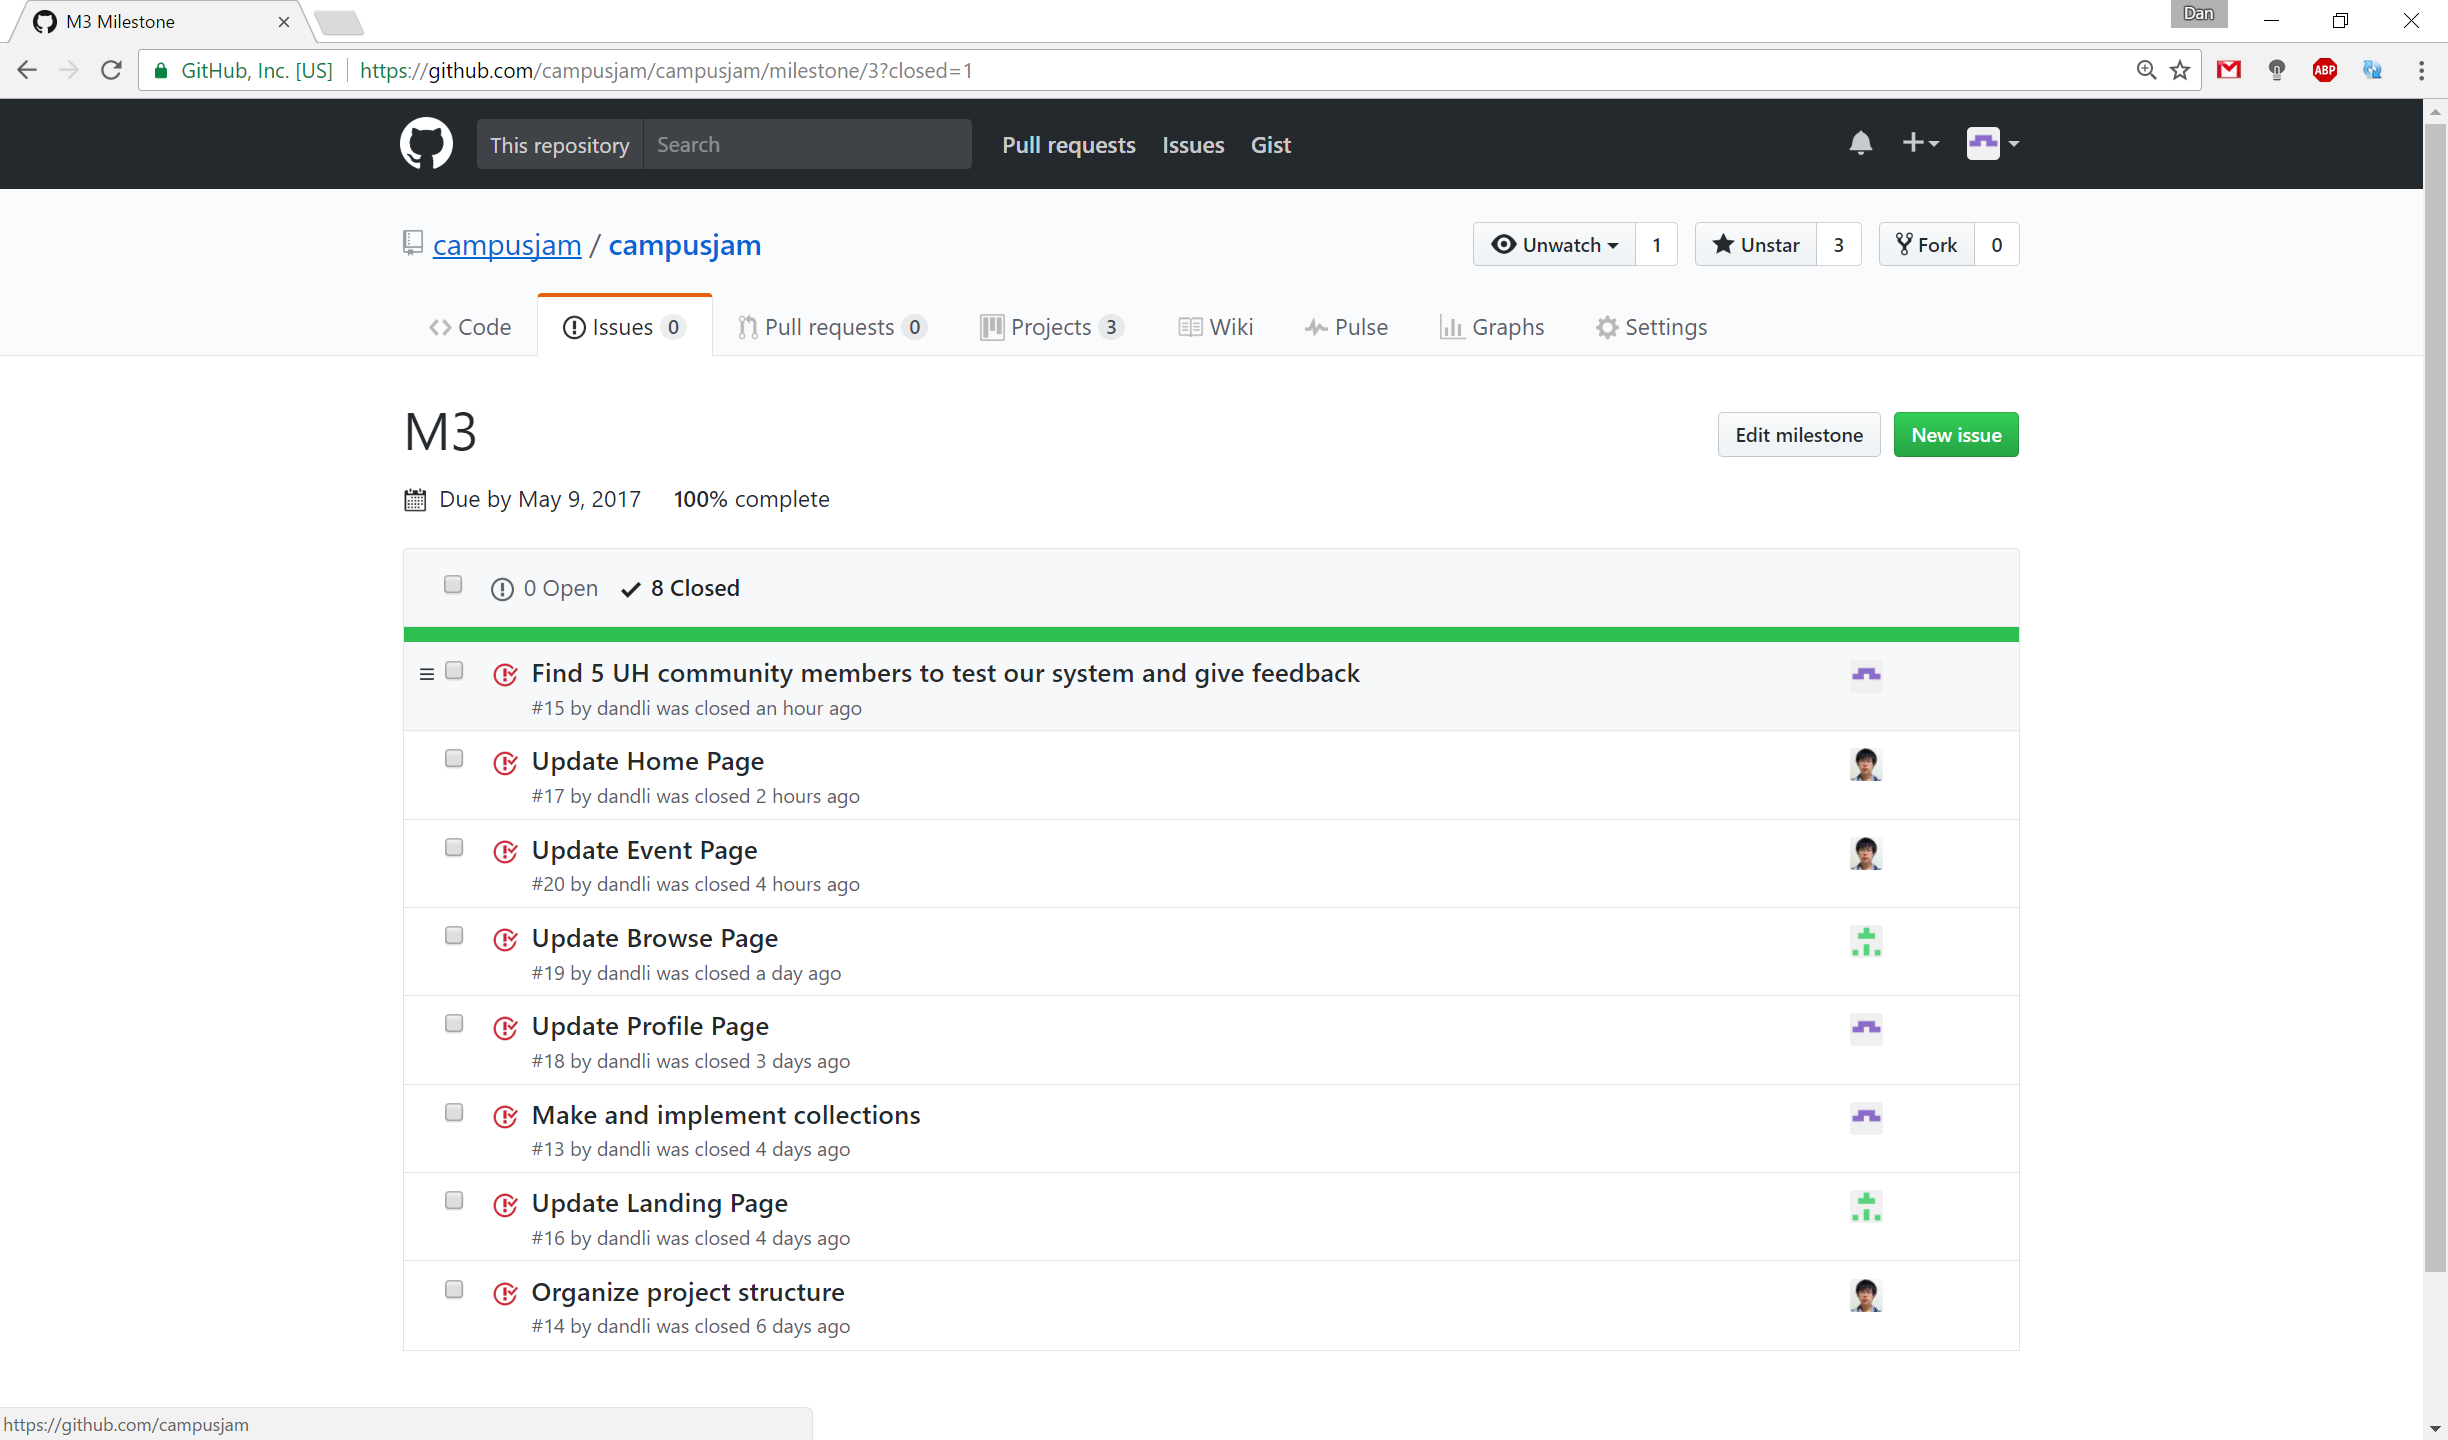 M3 Milestone
Dan
GitHub, Inc. [US] https://github.com/campusjam/campusjam/milestone/3?closed=1
ABP
This repository Search Pull requests Issues Gist
campusjam / campusjam
Unwatch 1 Unstar 3 Fork 0
Code Issues 0 Pull requests 0 Projects 3 Wiki Pulse Graphs Settings
M3
Edit milestone New issue
Due by May 9, 2017 100% complete
0 Open 8 Closed
Find 5 UH community members to test our system and give feedback
#15 by dandli was closed an hour ago
Update Home Page
#17 by dandli was closed 2 hours ago
Update Event Page
#20 by dandli was closed 4 hours ago
Update Browse Page
#19 by dandli was closed a day ago
Update Profile Page
#18 by dandli was closed 3 days ago
Make and implement collections
#13 by dandli was closed 4 days ago
Update Landing Page
#16 by dandli was closed 4 days ago
Organize project structure
#14 by dandli was closed 6 days ago
https://github.com/campusjam